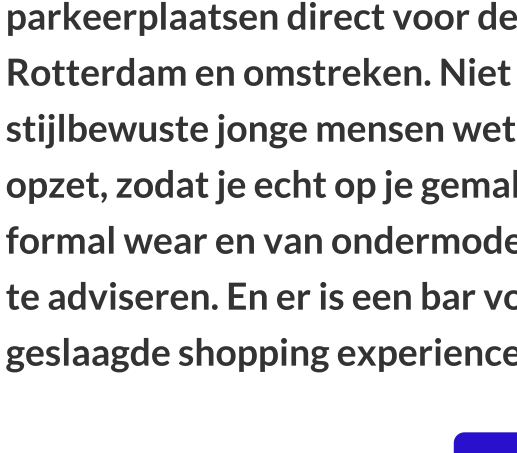 parkeerplaatsen direct voor de
Rotterdam en omstreken. Niet
stijlbewuste jonge mensen wet
opzet, zodat je echt op je gemak
formal wear en van ondermode
te adviseren. En er is een bar vo
geslaagde shopping experience